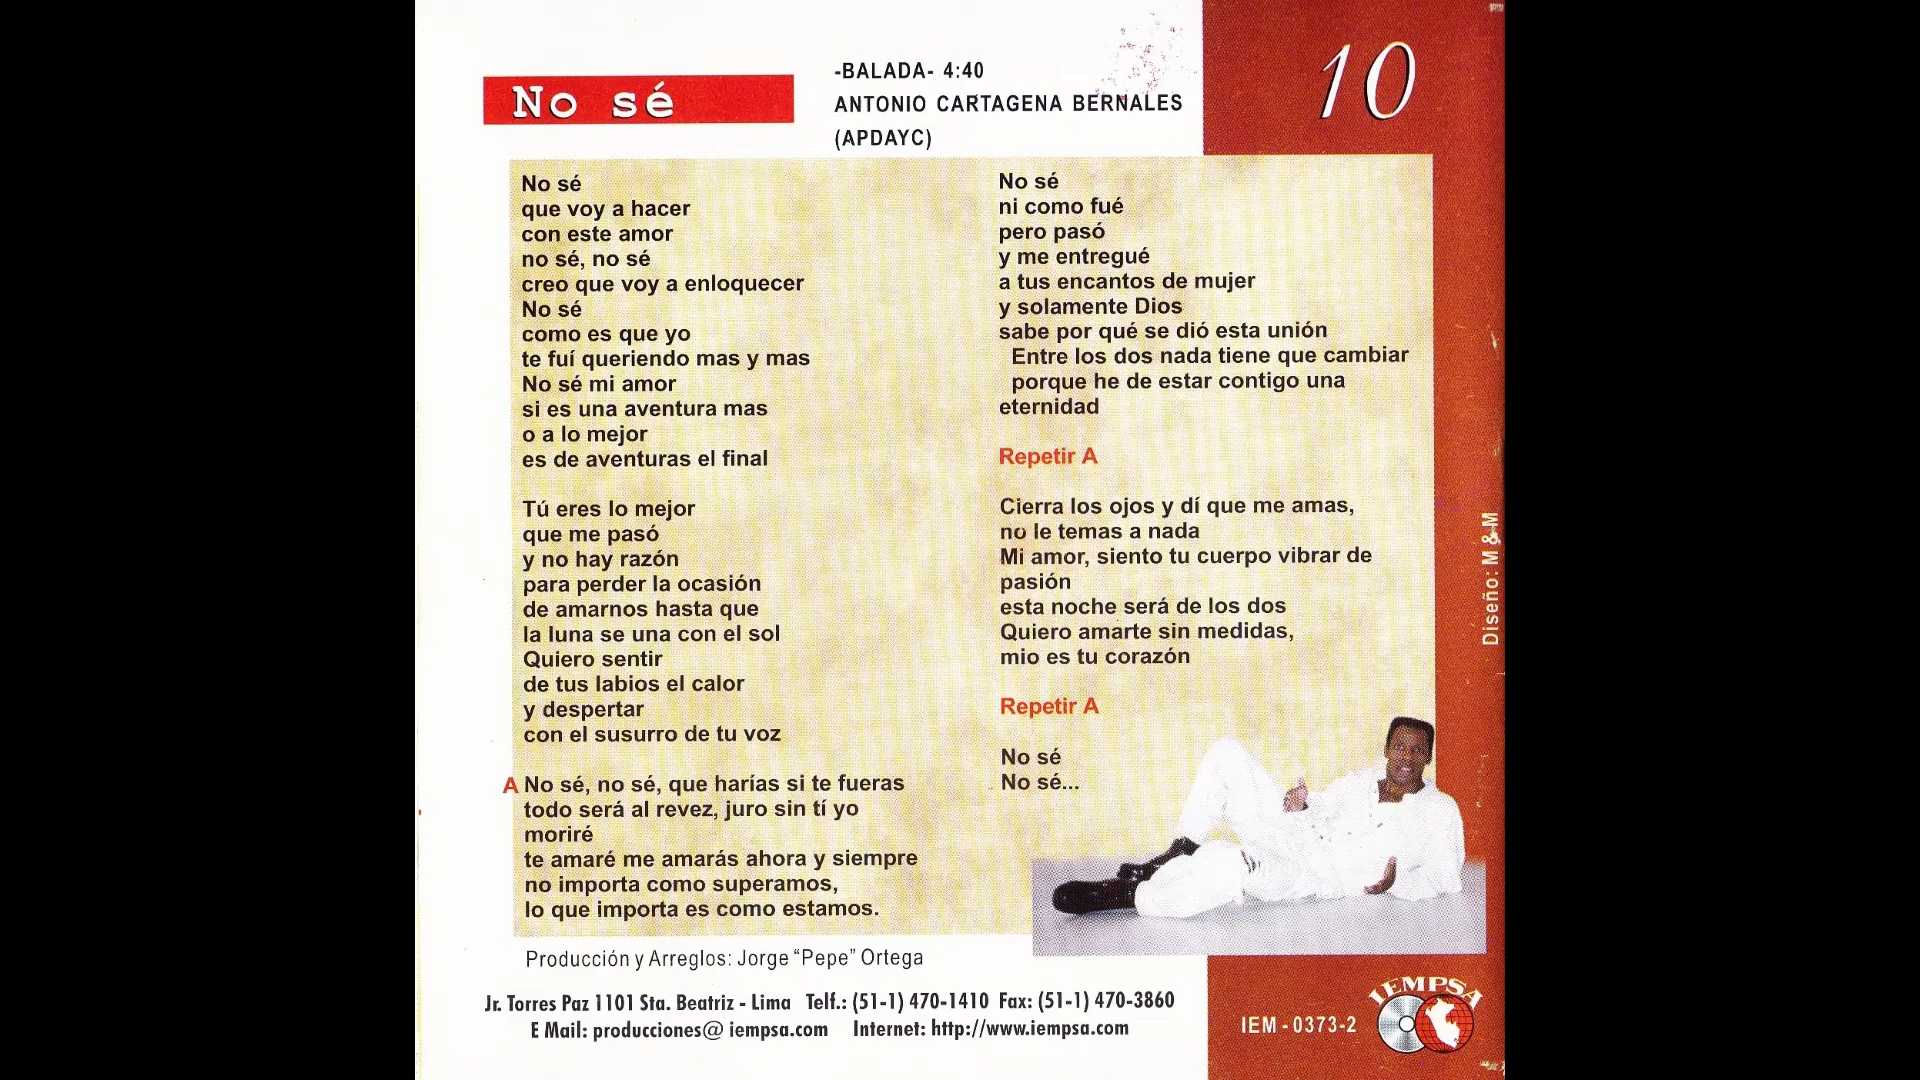 No sé
-BALADA- 4:40
ANTONIO CARTAGENA BERNALES
(APDAYC)
10
No sé
que voy a hacer
con este amor
no sé, no sé
creo que voy a enloquecer
No sé
como es que yo
te fuí queriendo mas y mas
No sé mi amor
si es una aventura mas
o a lo mejor
es de aventuras el final
Tú eres lo mejor
que me pasó
y no hay razón
para perder la ocasión
de amarnos hasta que
la luna se una con el sol
Quiero sentir
de tus labios el calor
y despertar
con el susurro de tu voz
A No sé, no sé, que harías si te fueras
todo será al revez, juro sin tí yo
moriré
te amaré me amarás ahora y siempre
no importa como superamos,
lo que importa es como estamos.
No sé
ni como fué
pero pasó
y me entregué
a tus encantos de mujer
y solamente Dios
sabe por qué se dió esta unión
Entre los dos nada tiene que cambiar
porque he de estar contigo una
eternidad
Repetir A
Cierra los ojos y dí que me amas,
no le temas a nada
Mi amor, siento tu cuerpo vibrar de
pasión
esta noche será de los dos
Quiero amarte sin medidas,
mio es tu corazón
Repetir A
No sé
No sé...
Diseño: M & M
Producción y Arreglos: Jorge “Pepe” Ortega
Jr. Torres Paz 1101 Sta. Beatriz - Lima Telf.: (51-1) 470-1410 Fax: (51-1) 470-3860
E Mail: producciones@ iempsa.com Internet: http://www.iempsa.com
IEM - 0373-2
IEMPSA